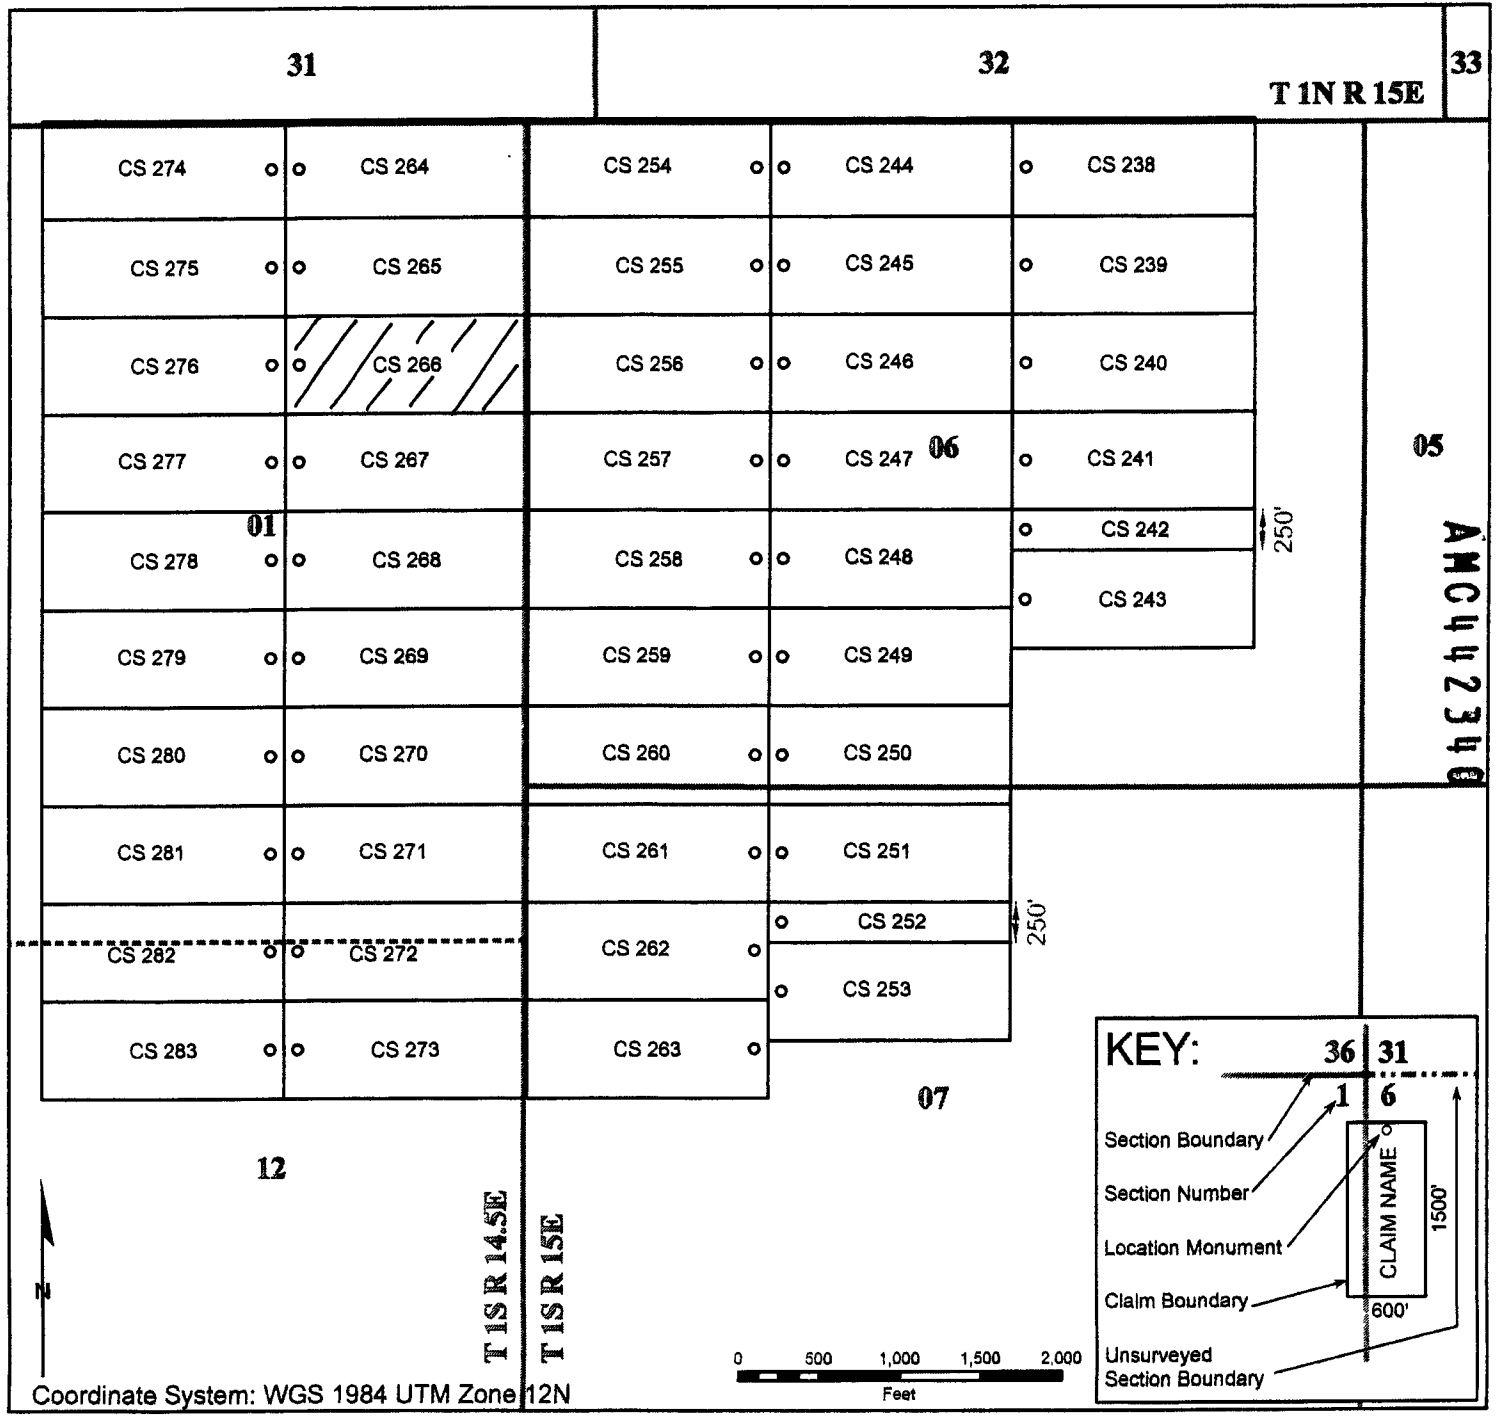 31 32 33
T 1N R 15E
CS 274 CS 264 CS 254 CS 244 CS 238
CS 275 CS 265 CS 255 CS 245 CS 239
CS 276 CS 266 CS 256 CS 246 CS 240
CS 277 CS 267 CS 257 CS 247 06 CS 241 05
01 CS 242 250'
CS 278 CS 268 CS 258 CS 248
CS 243
CS 279 CS 269 CS 259 CS 249
CS 280 CS 270 CS 260 CS 250
CS 281 CS 271 CS 261 CS 251
CS 252 250'
CS 282 CS 272 CS 262
CS 253
CS 283 CS 273 CS 263
07
12
AMC442340
T 1S R 14.5E
T 1S R 15E
N
KEY:
36 31
1 6
Section Boundary
Section Number
Location Monument
Claim Boundary
Unsurveyed
Section Boundary
CLAIM NAME
1500'
600'
0 500 1,000 1,500 2,000
Feet
Coordinate System: WGS 1984 UTM Zone 12N